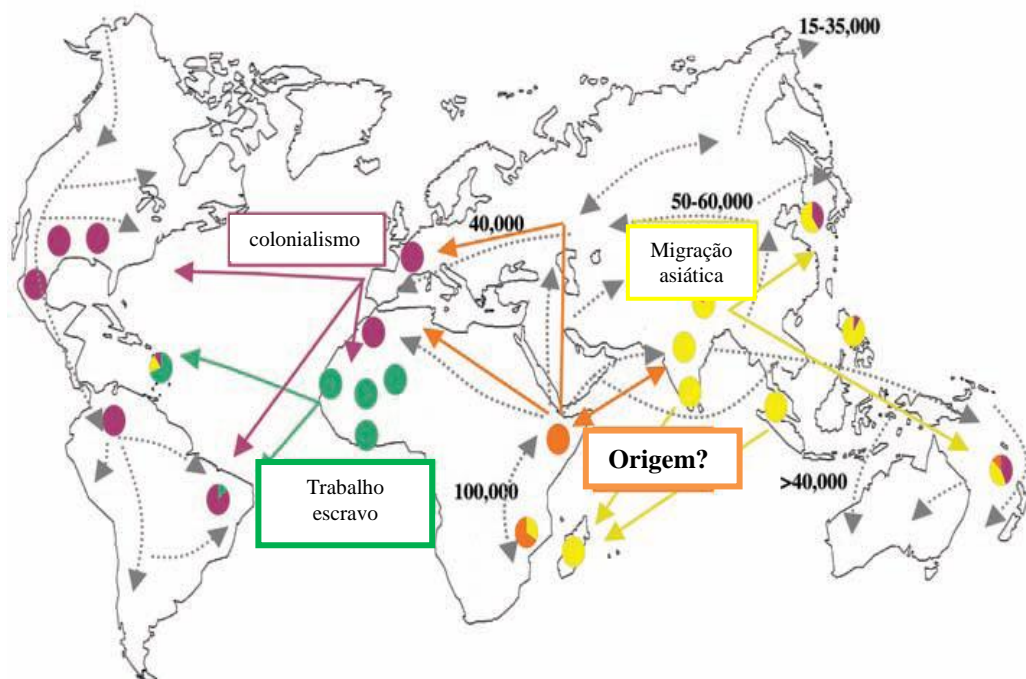 15-35,000
50-60,000
40,000
colonialismo
Migração
asiática
Origem?
Trabalho
escravo
100,000
>40,000